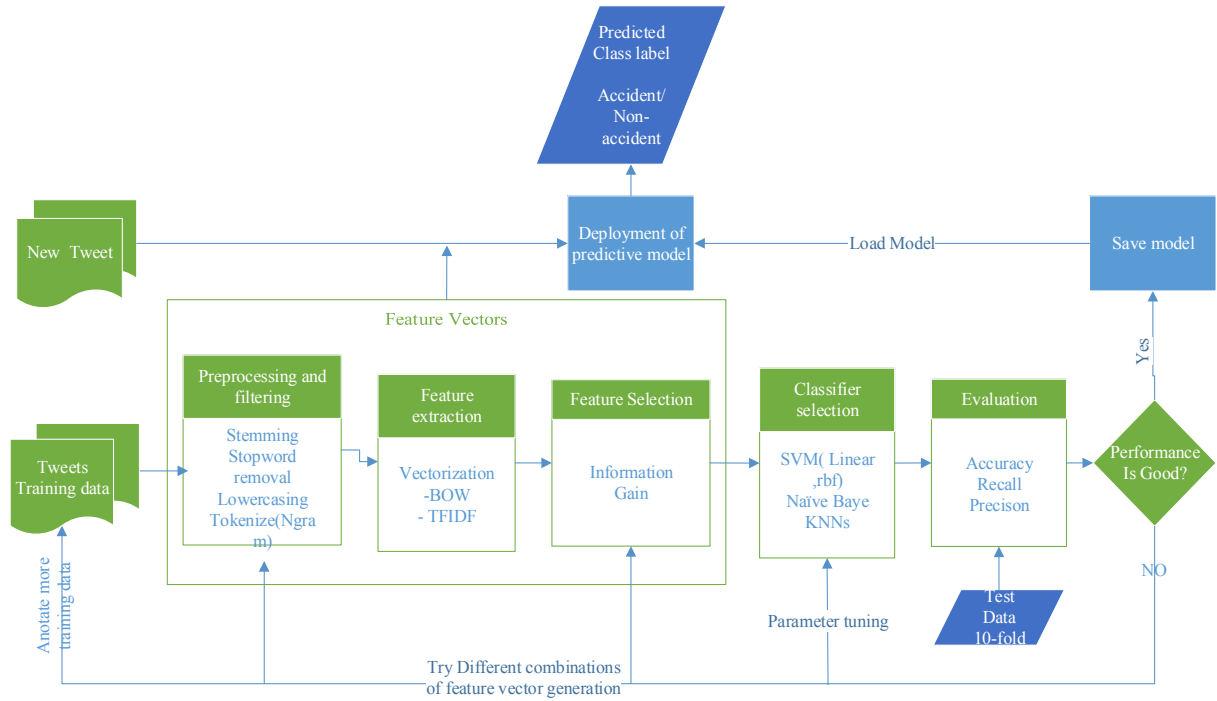 Predicted
Class label
Accident/
Non-
accident
New Tweet
Deployment of
predictive model
Load Model
Save model
Feature Vectors
Yes
Preprocessing and
filtering
Stemming
Stopword
removal
Lowercasing
Tokenize(Ngra
m)
Feature
extraction
Vectorization
-BOW
- TFIDF
Feature Selection
Information
Gain
Classifier
selection
SVM( Linear
,rbf)
Naïve Baye
KNNs
Evaluation
Accuracy
Recall
Precison
Performance
Is Good?
Tweets
Training data
Anotate more
training data
NO
Test
Data
10-fold
Parameter tuning
Try Different combinations
of feature vector generation